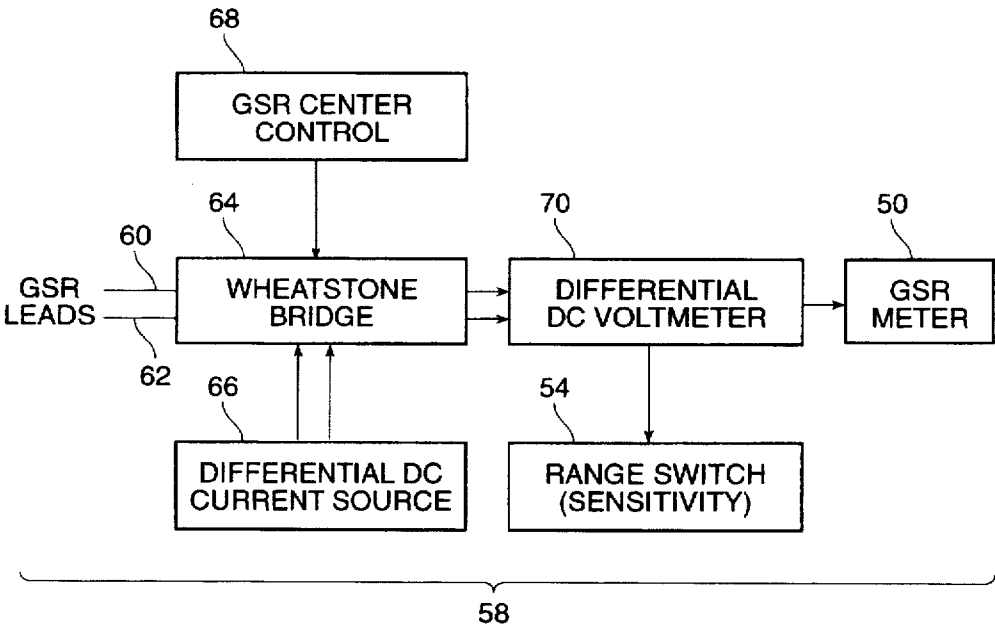 68
GSR CENTER
CONTROL
64
70
50
60
GSR
LEADS
WHEATSTONE
BRIDGE
DIFFERENTIAL
DC VOLTMETER
GSR
METER
62
66
54
DIFFERENTIAL DC
CURRENT SOURCE
RANGE SWITCH
(SENSITIVITY)
58